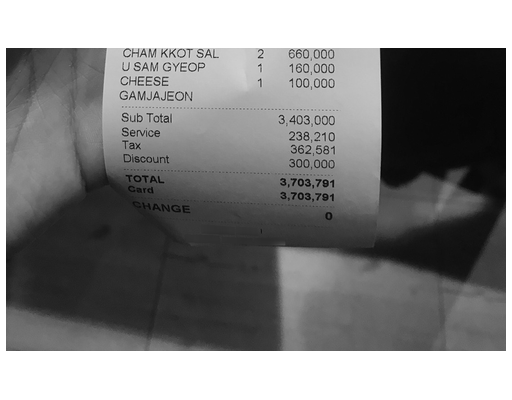 CHAM KKOT SAL 2 660,000
U SAM GYEOP 1 160,000
CHEESE 1 100,000
GAMJAJEON
Sub Total 3,403,000
Service 238,210
Tax 362,581
Discount 300,000
TOTAL 3,703,791
Card 3,703,791
CHANGE 0